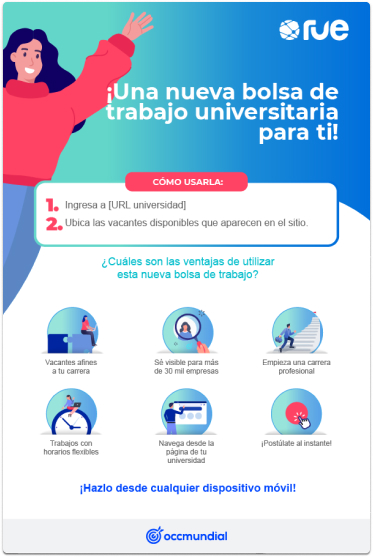 rue
¡Una nueva bolsa de
trabajo universitaria
para ti!
CÓMO USARLA:
1. Ingresa a [URL universidad]
2. Ubica las vacantes disponibles que aparecen en el sitio.
¿Cuáles son las ventajas de utilizar
esta nueva bolsa de trabajo?
Vacantes afines
a tu carrera
Sé visible para más
de 30 mil empresas
Empieza una carrera
profesional
Trabajos con
horarios flexibles
Navega desde la
página de tu
universidad
¡Postúlate al instante!
¡Hazlo desde cualquier dispositivo móvil!
occmundial